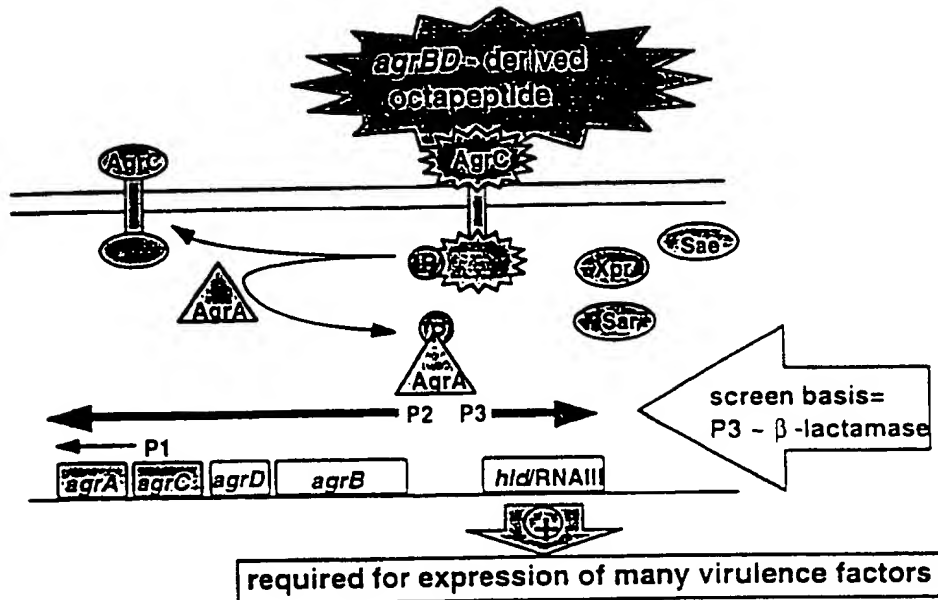 agrBD - derived
octapeptide
AgrC
AgrC
P
Xpr
Sae
Sar
AgrA
P
AgrA
P2 P3
screen basis=
P3 ~ β -lactamase
P1
agrA agrC agrD agrB hld/RNAIII
+
required for expression of many virulence factors